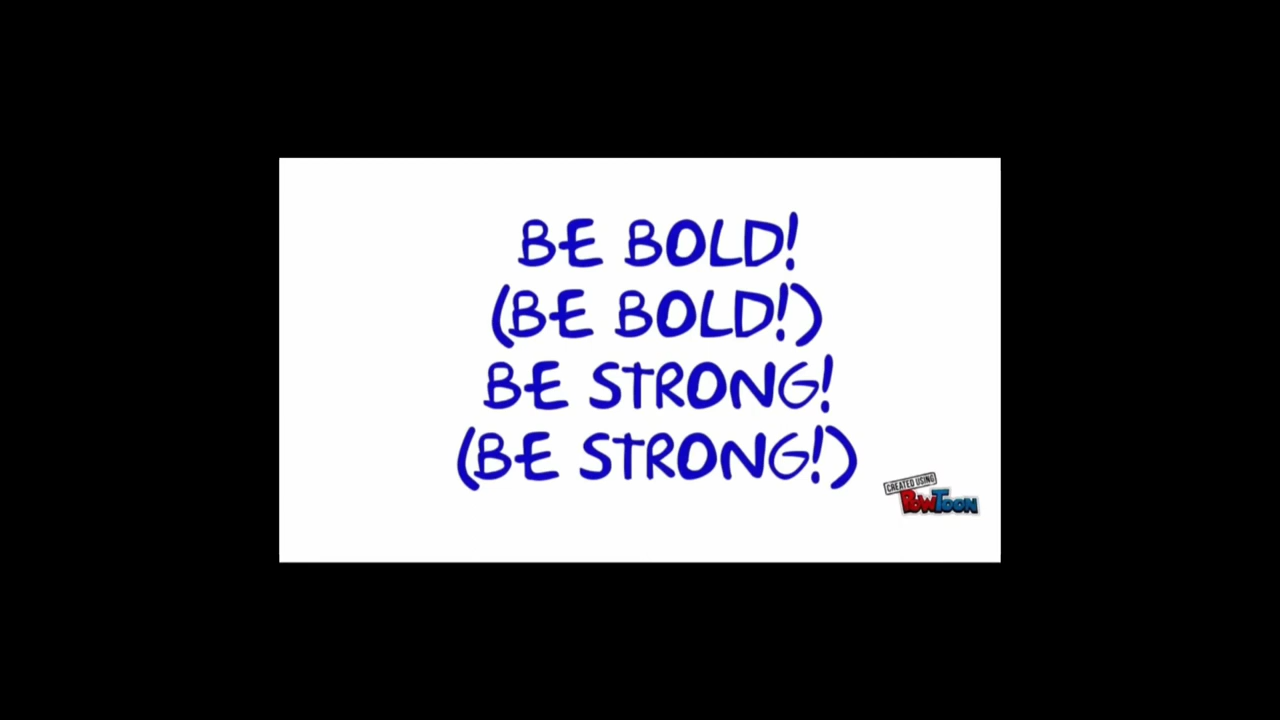 BE BOLD!
(BE BOLD!)
BE STRONG!
(BE STRONG!)
CREATED USING
POWTOON